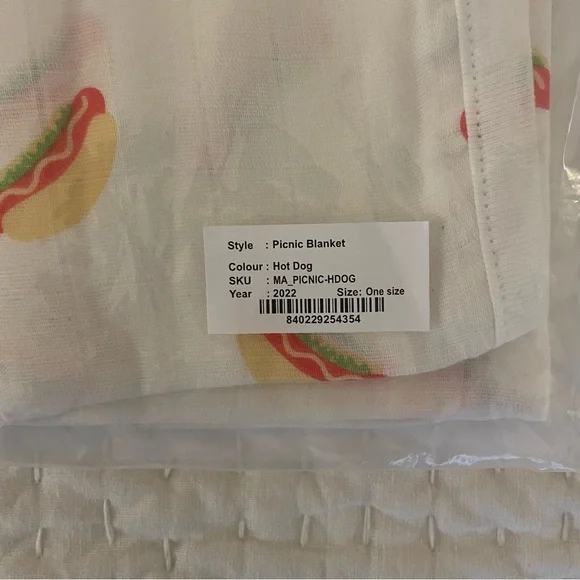 Style : Picnic Blanket
Colour : Hot Dog
SKU : MA_PICNIC-HDOG
Year : 2022 Size: One size
840229254354